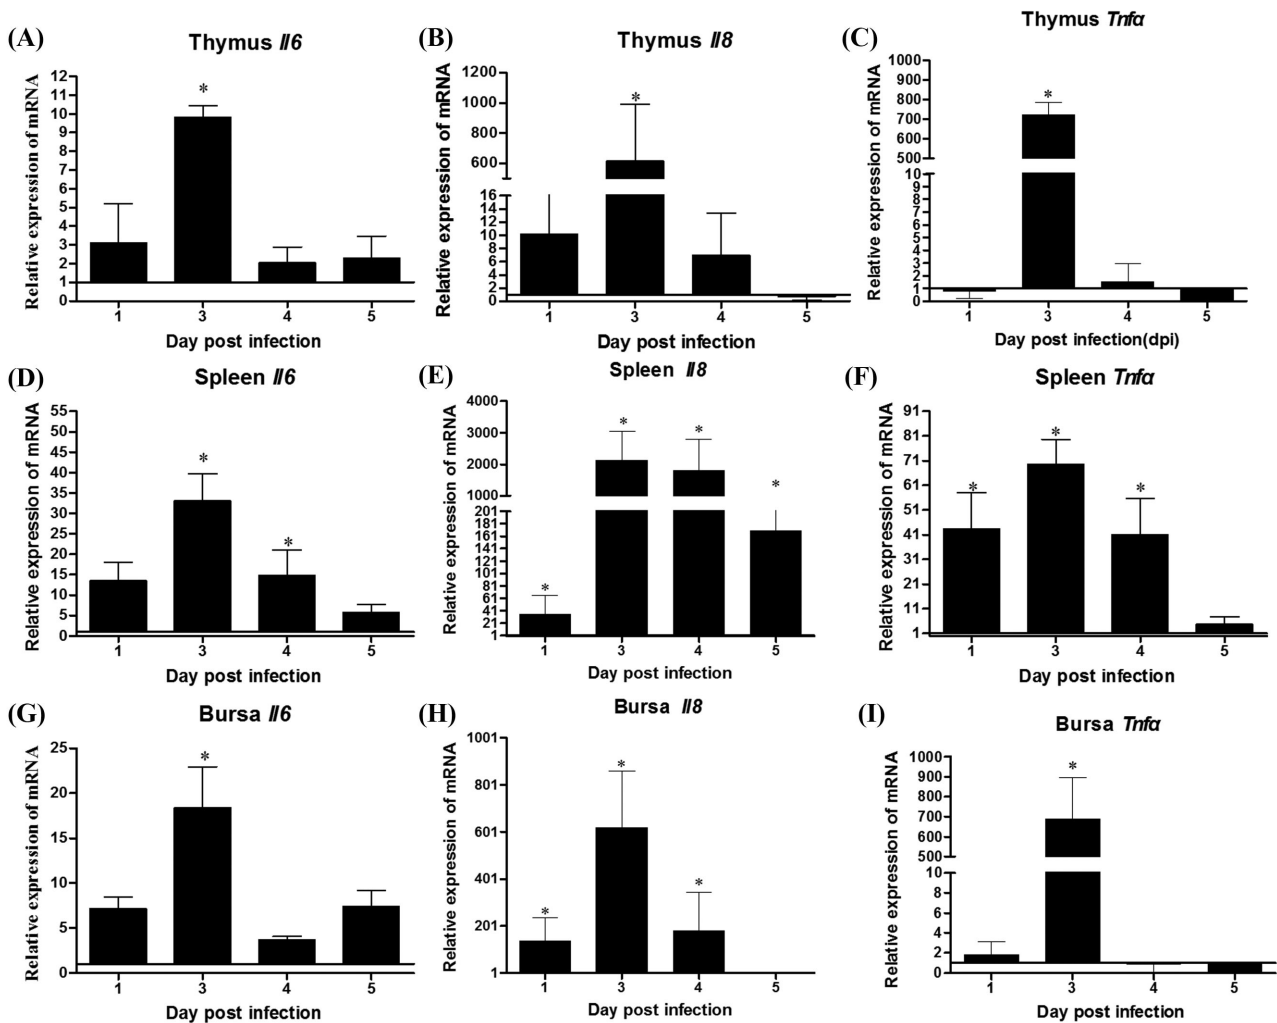 (A)
Thymus Il6
Relative expression of mRNA
12
11
10
9
8
7
6
5
4
3
2
1
0
*
1 3 4 5
Day post infection
(B)
Thymus Il8
Relative expression of mRNA
1200
1000
800
600
16
14
12
10
8
6
4
2
0
*
1 3 4 5
Day post infection
(C)
Thymus Tnfα
Relative expression of mRNA
1000
900
800
700
600
500
10
9
8
7
6
5
4
3
2
1
0
*
1 3 4 5
Day post infection(dpi)
(D)
Spleen Il6
Relative expression of mRNA
55
50
45
40
35
30
25
20
15
10
5
0
* *
1 3 4 5
Day post infection
(E)
Spleen Il8
Relative expression of mRNA
4000
3000
2000
1000
201
181
161
141
121
101
81
61
41
21
1
* * * *
1 3 4 5
Day post infection
(F)
Spleen Tnfα
Relative expression of mRNA
91
81
71
61
51
41
31
21
11
1
* * *
1 3 4 5
Day post infection
(G)
Bursa Il6
Relative expression of mRNA
25
20
15
10
5
0
*
1 3 4 5
Day post infection
(H)
Bursa Il8
Relative expression of mRNA
1001
801
601
401
201
1
* * *
1 3 4 5
Day post infection
(I)
Bursa Tnfα
Relative expression of mRNA
1000
900
800
700
600
500
10
8
6
4
2
0
*
1 3 4 5
Day post infection